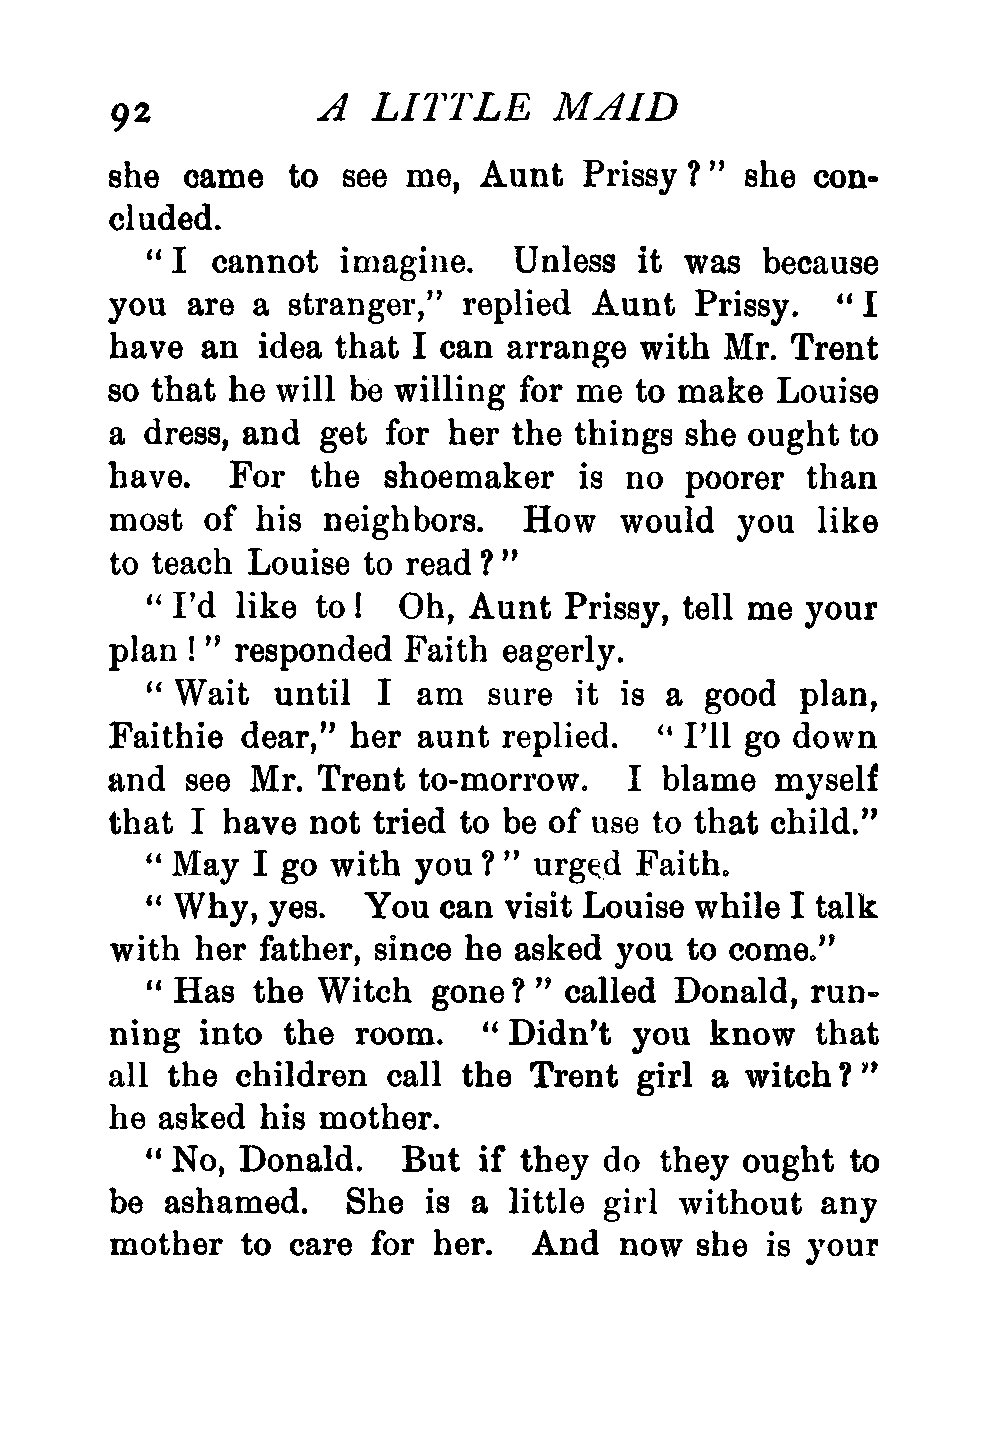 92 A LITTLE MAID
she came to see me, Aunt Prissy?" she con-
cluded.
"I cannot imagine. Unless it was because
you are a stranger," replied Aunt Prissy. "I
have an idea that I can arrange with Mr. Trent
so that he will be willing for me to make Louise
a dress, and get for her the things she ought to
have. For the shoemaker is no poorer than
most of his neighbors. How would you like
to teach Louise to read?"
"I'd like to! Oh, Aunt Prissy, tell me your
plan!" responded Faith eagerly.
"Wait until I am sure it is a good plan,
Faithie dear," her aunt replied. "I'll go down
and see Mr. Trent to-morrow. I blame myself
that I have not tried to be of use to that child."
"May I go with you?" urged Faith.
"Why, yes. You can visit Louise while I talk
with her father, since he asked you to come."
"Has the Witch gone?" called Donald, run-
ning into the room. "Didn't you know that
all the children call the Trent girl a witch?"
he asked his mother.
"No, Donald. But if they do they ought to
be ashamed. She is a little girl without any
mother to care for her. And now she is your